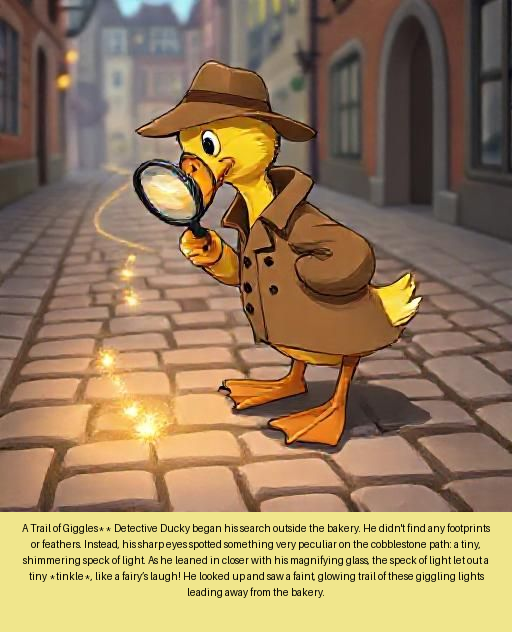 A Trail of Giggles** Detective Ducky began his search outside the bakery. He didn't find any footprints
or feathers. Instead, his sharp eyes spotted something very peculiar on the cobblestone path: a tiny,
shimmering speck of light. As he leaned in closer with his magnifying glass, the speck of light let out a
tiny *tinkle*, like a fairy's laugh! He looked up and saw a faint, glowing trail of these giggling lights
leading away from the bakery.